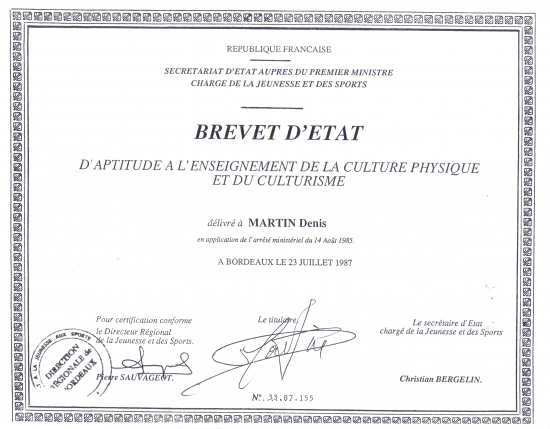 REPUBLIQUE FRANCAISE
SECRETARIAT D'ETAT AUPRES DU PREMIER MINISTRE
CHARGE DE LA JEUNESSE ET DES SPORTS
BREVET D'ETAT
D'APTITUDE A L'ENSEIGNEMENT DE LA CULTURE PHYSIQUE
ET DU CULTURISME
délivré à MARTIN Denis
en application de l'arrêté ministériel du 14 Août 1985.
A BORDEAUX LE 23 JUILLET 1987
Pour certification conforme
le Directeur Régional
de la Jeunesse et des Sports.
Pierre SAUVAGEOT.
A LA JEUNESSE AUX SPORTS
DIRECTION
RÉGIONALE de
BORDEAUX
Le titulaire,
N°. 33.87.155
Le secrétaire d'Etat
chargé de la Jeunesse et des Sports
Christian BERGELIN.